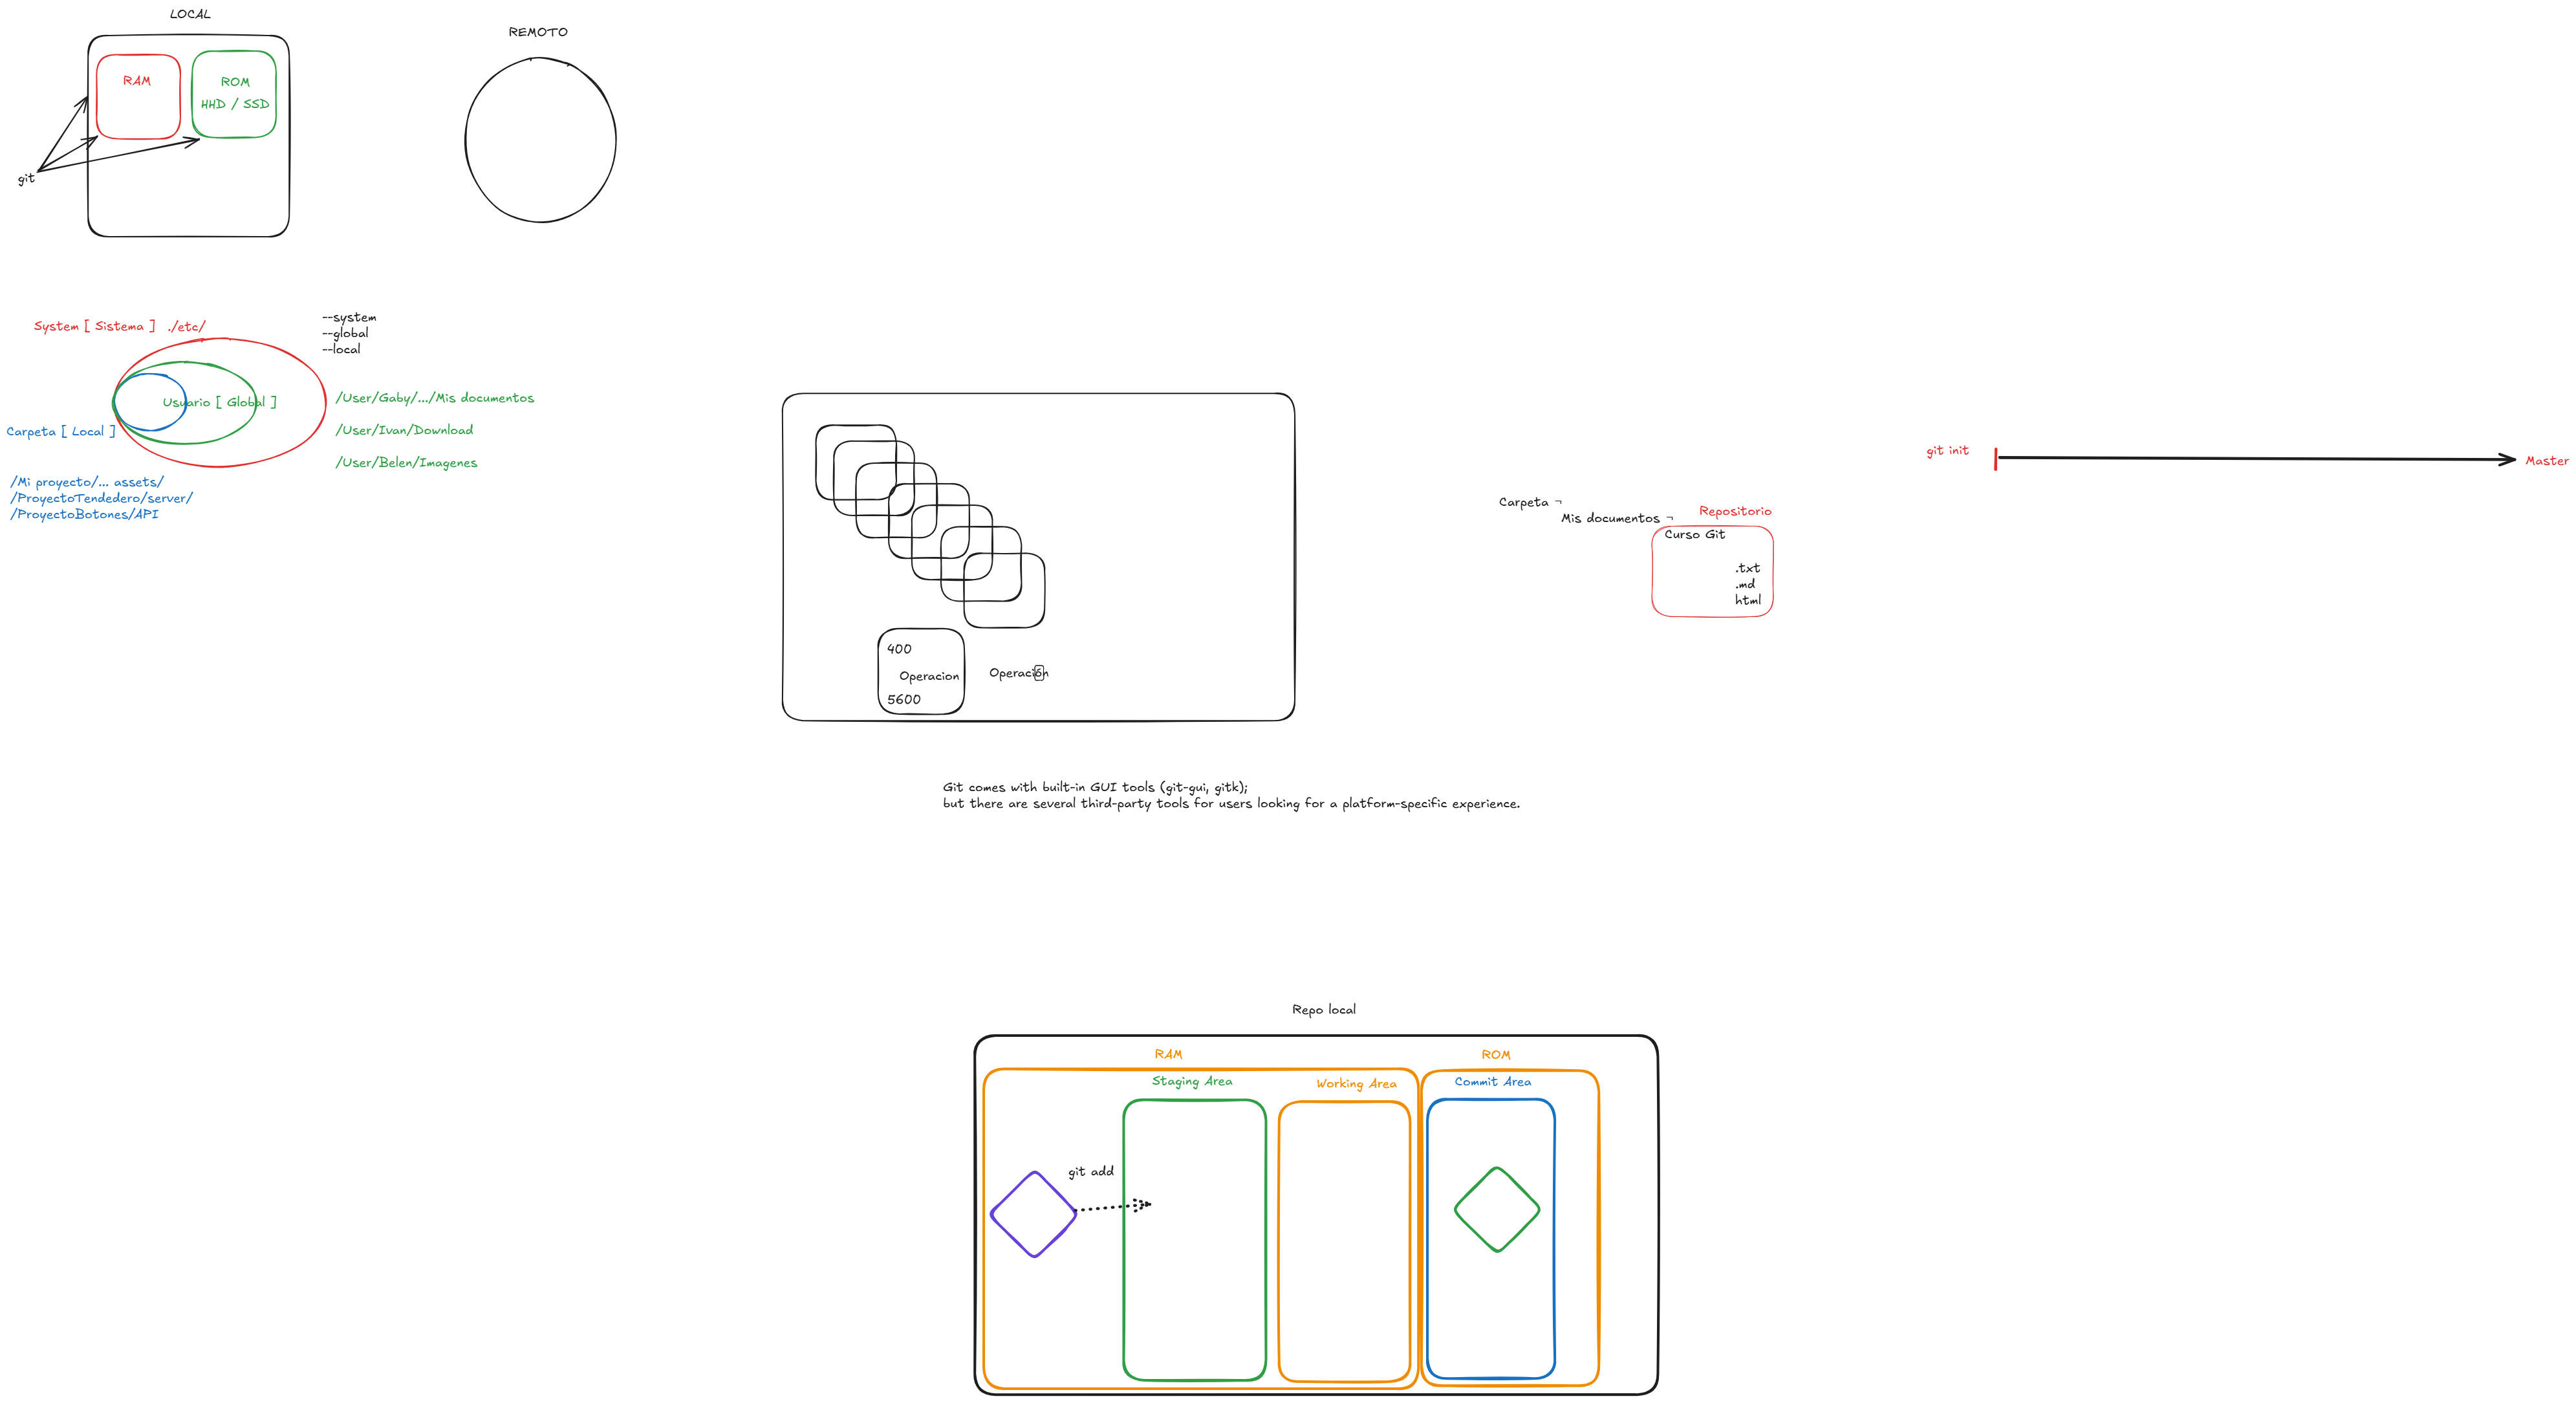 LOCAL
REMOTO
RAM
ROM
HHD / SSD
git
System [ Sistema ] ./etc/
--system
--global
--local
Usuario [ Global ]
Carpeta [ Local ]
/User/Gaby/.../Mis documentos
/User/Ivan/Download
/User/Belen/Imagenes
/Mi proyecto/... assets/
/ProyectoTendedero/server/
/ProyectoBotones/API
400
Operacion
5600
Operación
git init
Master
Carpeta ¬
Mis documentos ¬
Repositorio
Curso Git
.txt
.md
html
Git comes with built-in GUI tools (git-gui, gitk);
but there are several third-party tools for users looking for a platform-specific experience.
Repo local
RAM
ROM
Staging Area
Working Area
Commit Area
git add